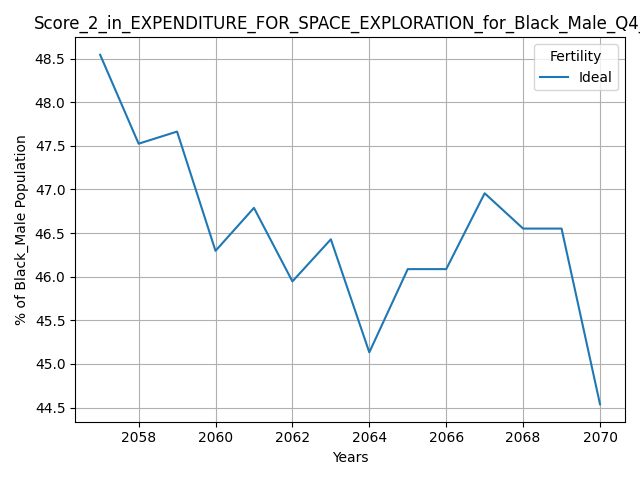 Score_2_in_EXPENDITURE_FOR_SPACE_EXPLORATION_for_Black_Male_Q4_
Fertility
Ideal
48.5
48.0
47.5
47.0
46.5
46.0
45.5
45.0
44.5
% of Black_Male Population
2058 2060 2062 2064 2066 2068 2070
Years